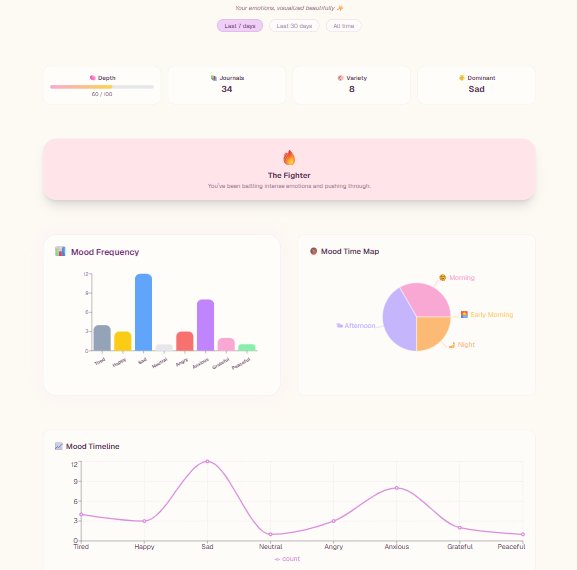 Your emotions, visualized beautifully ✨
Last 7 days Last 30 days All time
Depth
60 / 100
Journals
34
Variety
8
Dominant
Sad
The Fighter
You've been battling intense emotions and pushing through.
Mood Frequency
12
9
6
3
0
Tired Happy Sad Neutral Angry Anxious Grateful Peaceful
Mood Time Map
Morning
Early Morning
Afternoon
Night
Mood Timeline
12
9
6
3
0
Tired Happy Sad Neutral Angry Anxious Grateful Peaceful
count